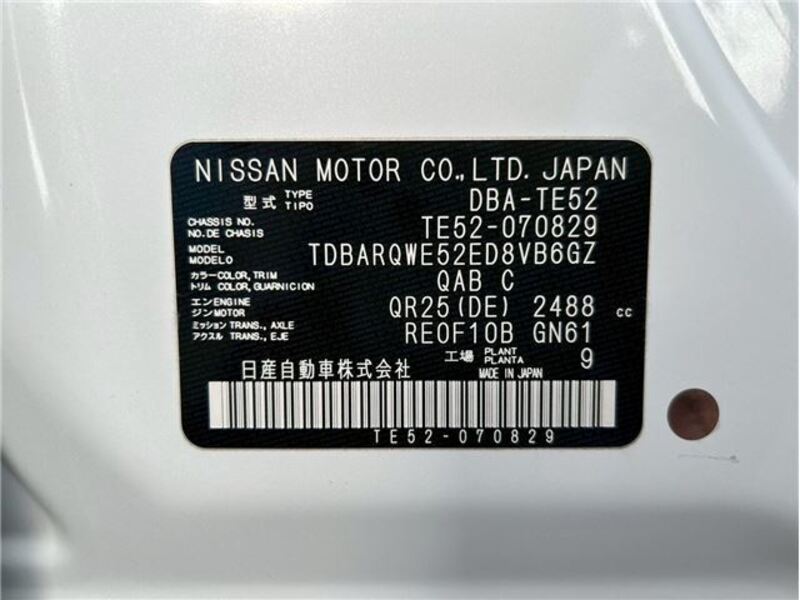 NISSAN MOTOR CO.,LTD. JAPAN
型式 TYPE TIPO DBA-TE52
CHASSIS NO. NO.DE CHASIS TE52-070829
MODEL MODELO TDBARQWE52ED8VB6GZ
カラー COLOR, TRIM トリム COLOR, GUARNICION QAB C
エンジン ENGINE MOTOR QR25(DE) 2488 cc
ミッション TRANS., AXLE アクスル TRANS., EJE RE0F10B GN61
工場 PLANT PLANTA 9
日産自動車株式会社 MADE IN JAPAN
TE52-070829